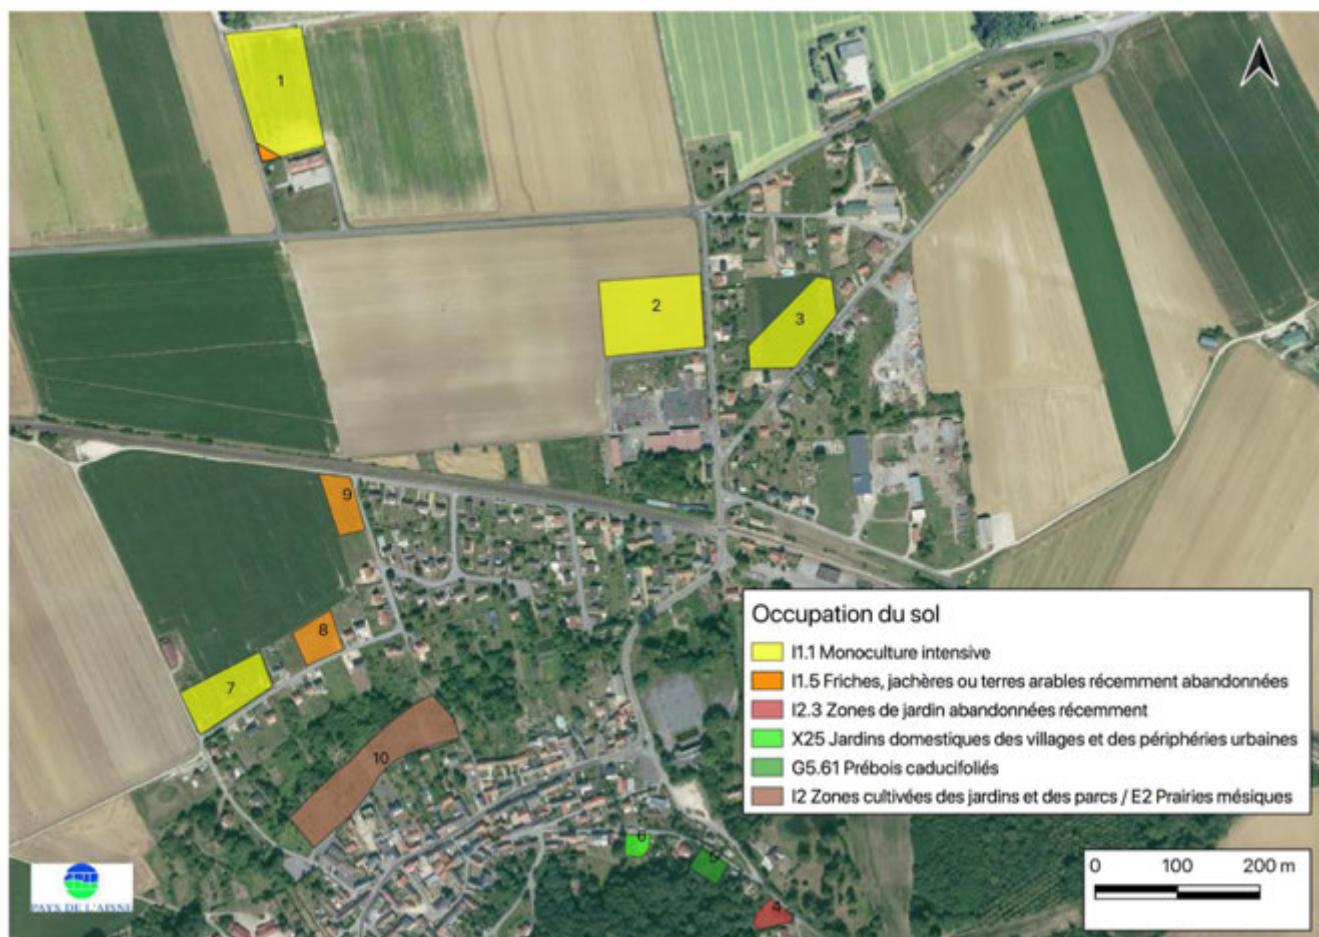 1
2
3
9
8
7
10
6
5
4
Occupation du sol
I1.1 Monoculture intensive
I1.5 Friches, jachères ou terres arables récemment abandonnées
I2.3 Zones de jardin abandonnées récemment
X25 Jardins domestiques des villages et des périphéries urbaines
G5.61 Prébois caducifoliés
I2 Zones cultivées des jardins et des parcs / E2 Prairies mésiques
0 100 200 m
PAYS DE L'AISNE